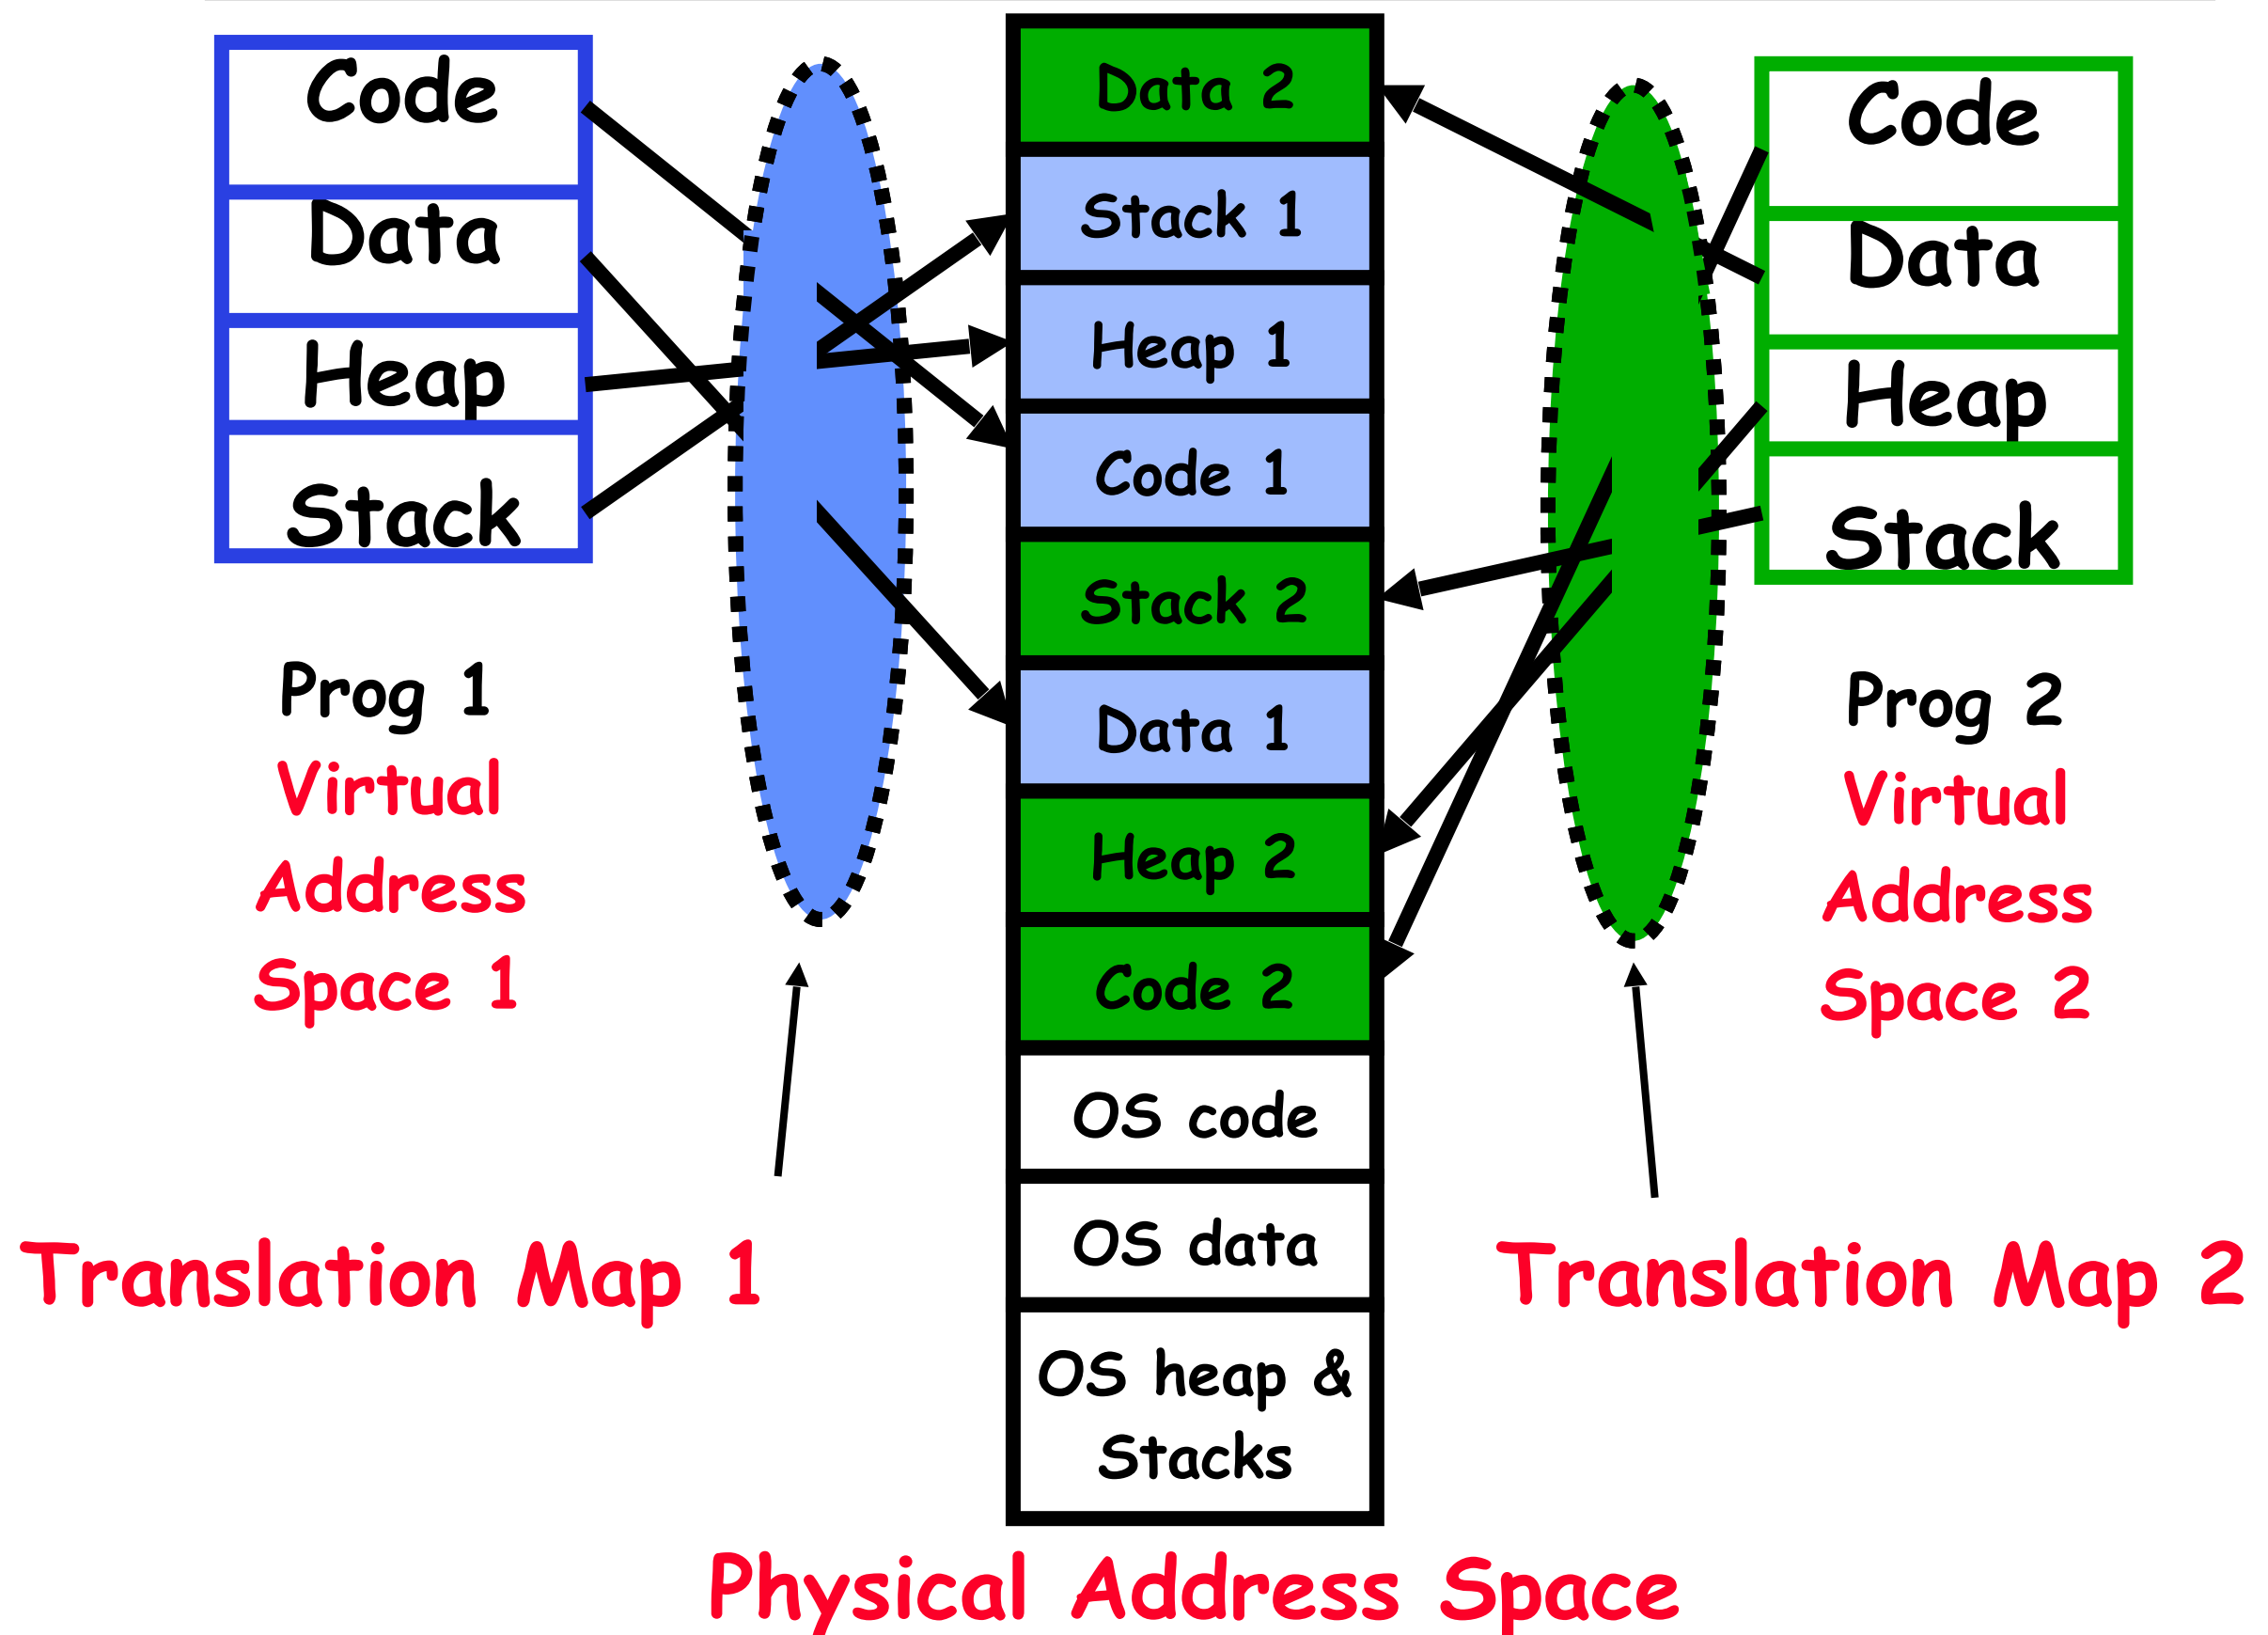 Code
Data
Heap
Stack
Prog 1
Virtual
Address
Space 1
Translation Map 1
Data 2
Stack 1
Heap 1
Code 1
Stack 2
Data 1
Heap 2
Code 2
OS code
OS data
OS heap &
Stacks
Physical Address Space
Code
Data
Heap
Stack
Prog 2
Virtual
Address
Space 2
Translation Map 2